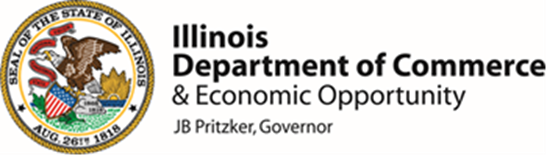 SEAL OF THE STATE OF ILLINOIS
AUG. 26TH 1818
Illinois
Department of Commerce
& Economic Opportunity
JB Pritzker, Governor